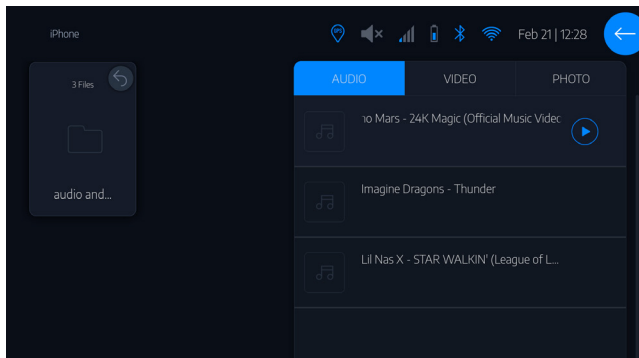 iPhone
GPS
Feb 21 | 12:28
3 Files
audio and...
AUDIO
VIDEO
PHOTO
no Mars - 24K Magic (Official Music Videc
Imagine Dragons - Thunder
Lil Nas X - STAR WALKIN' (League of L...